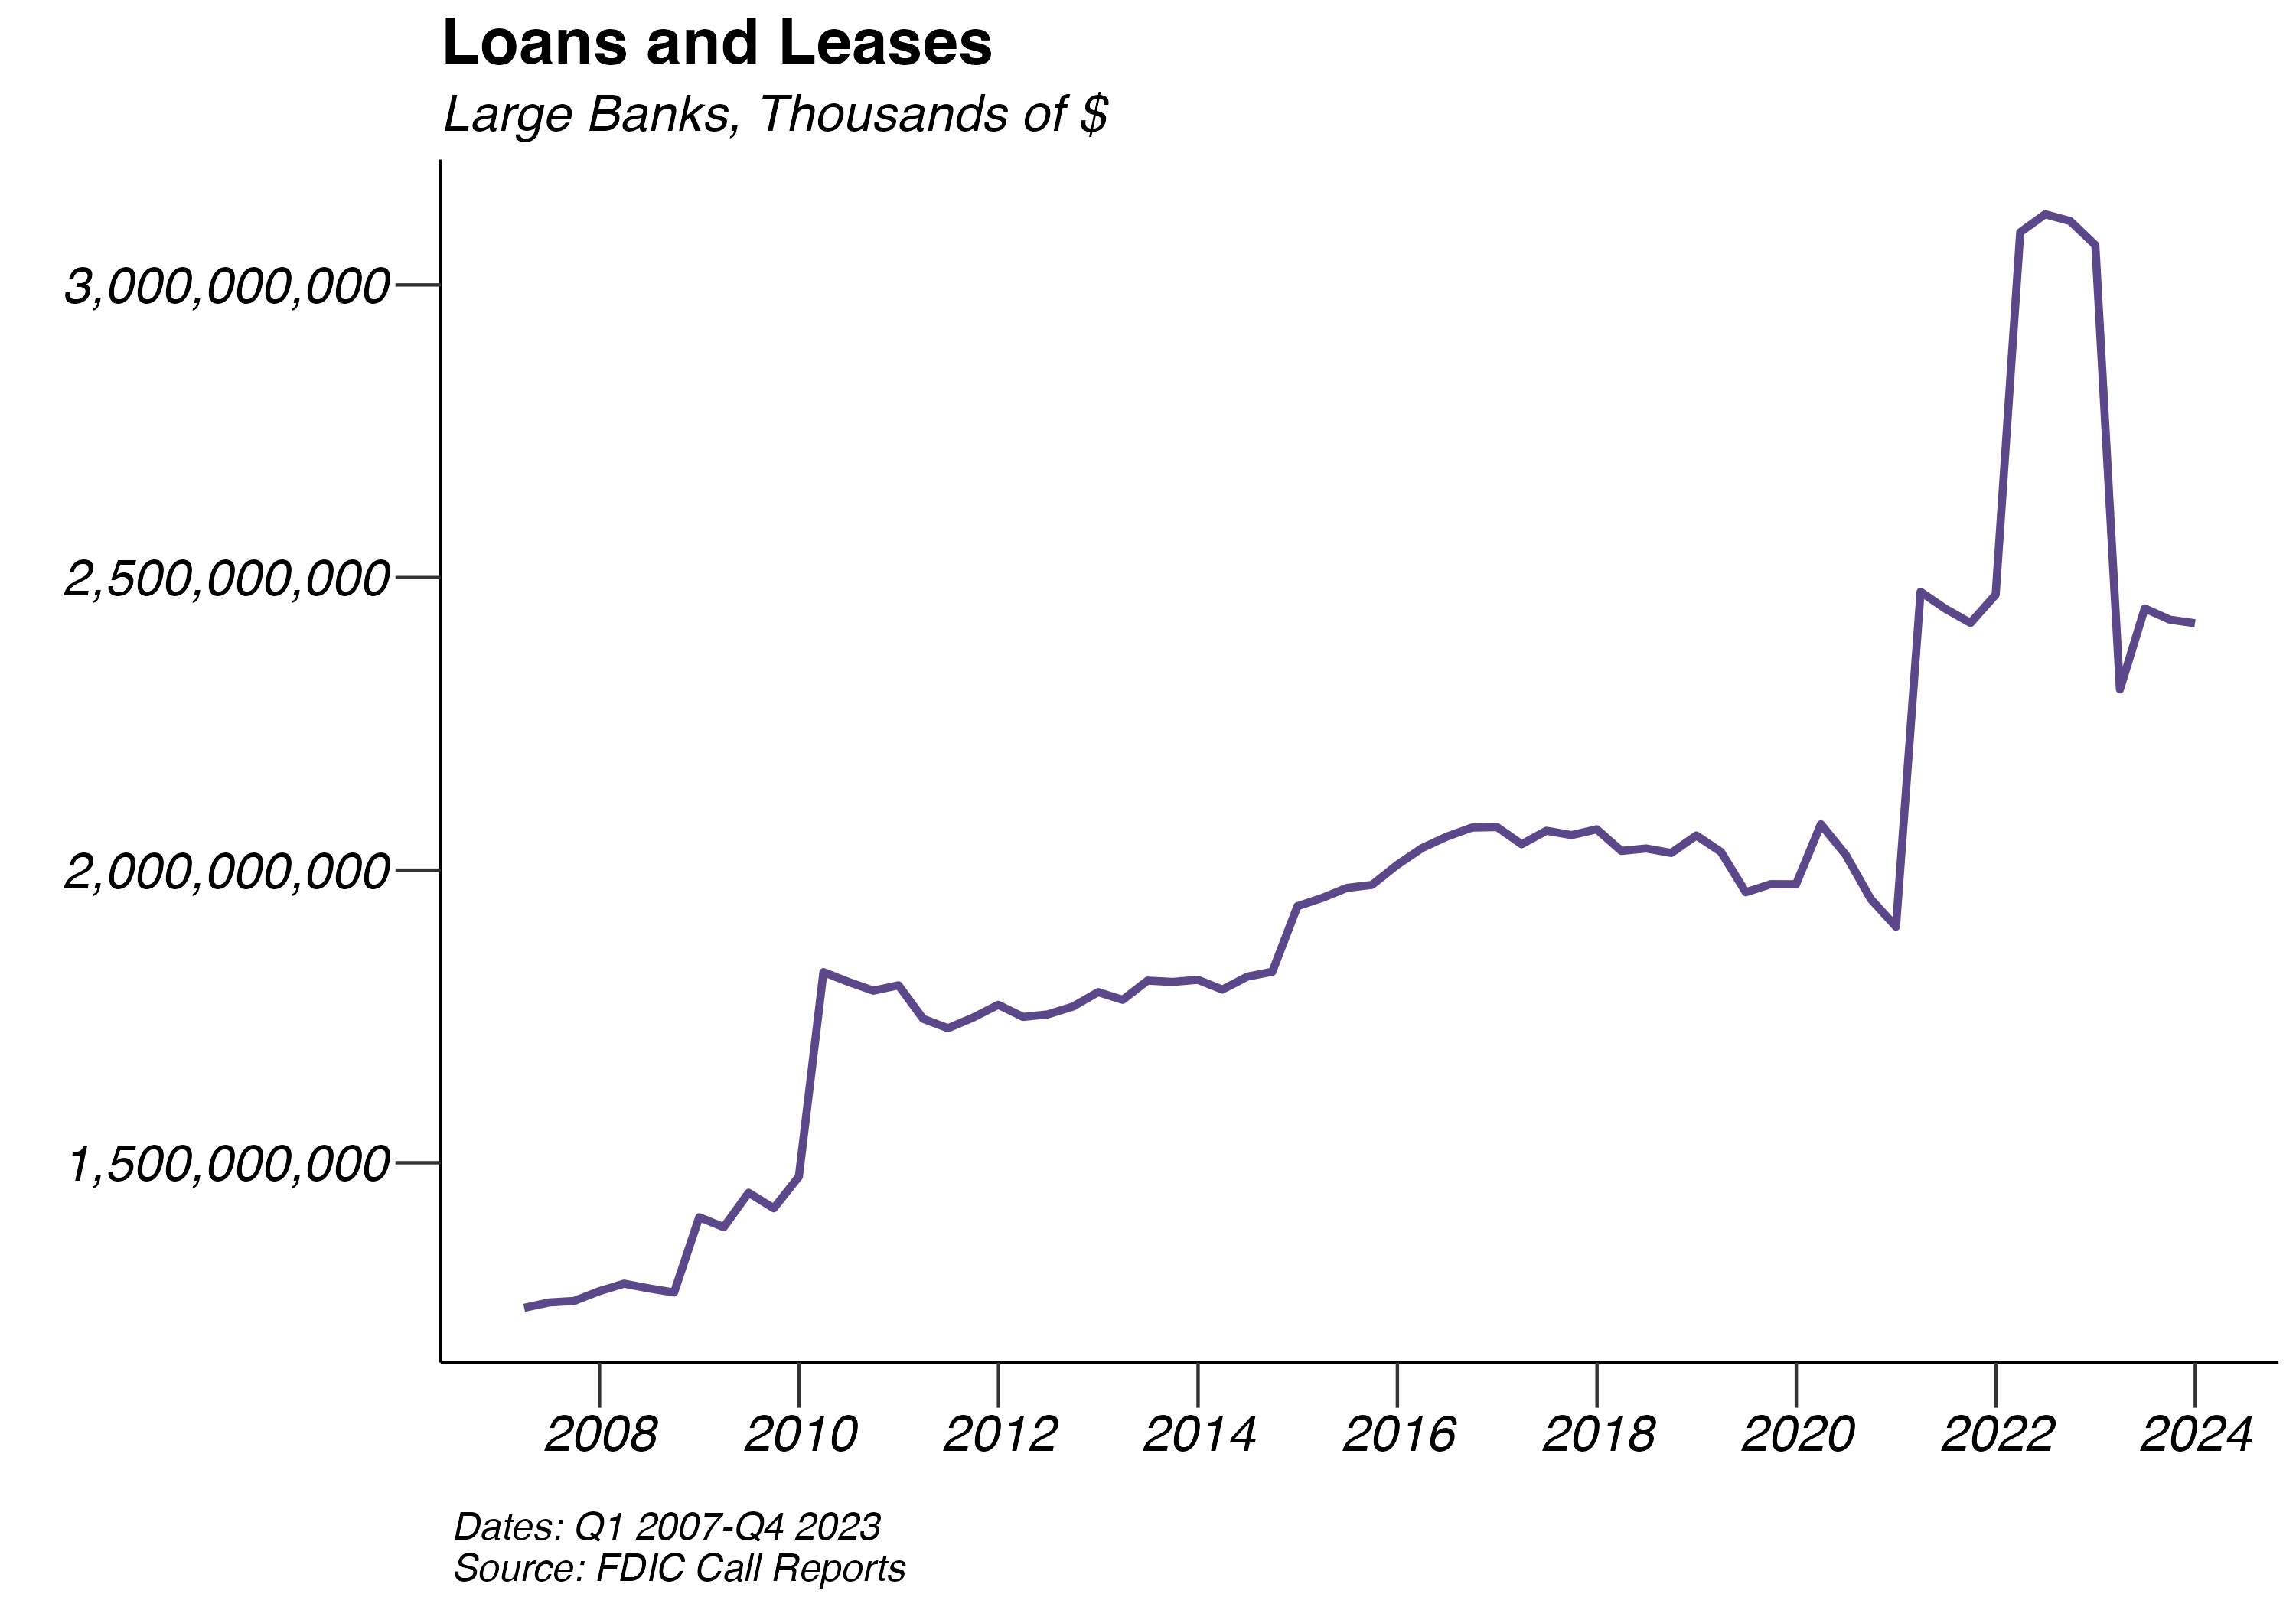 Loans and Leases
Large Banks, Thousands of $
3,000,000,000
2,500,000,000
2,000,000,000
1,500,000,000
2008 2010 2012 2014 2016 2018 2020 2022 2024
Dates: Q1 2007-Q4 2023
Source: FDIC Call Reports